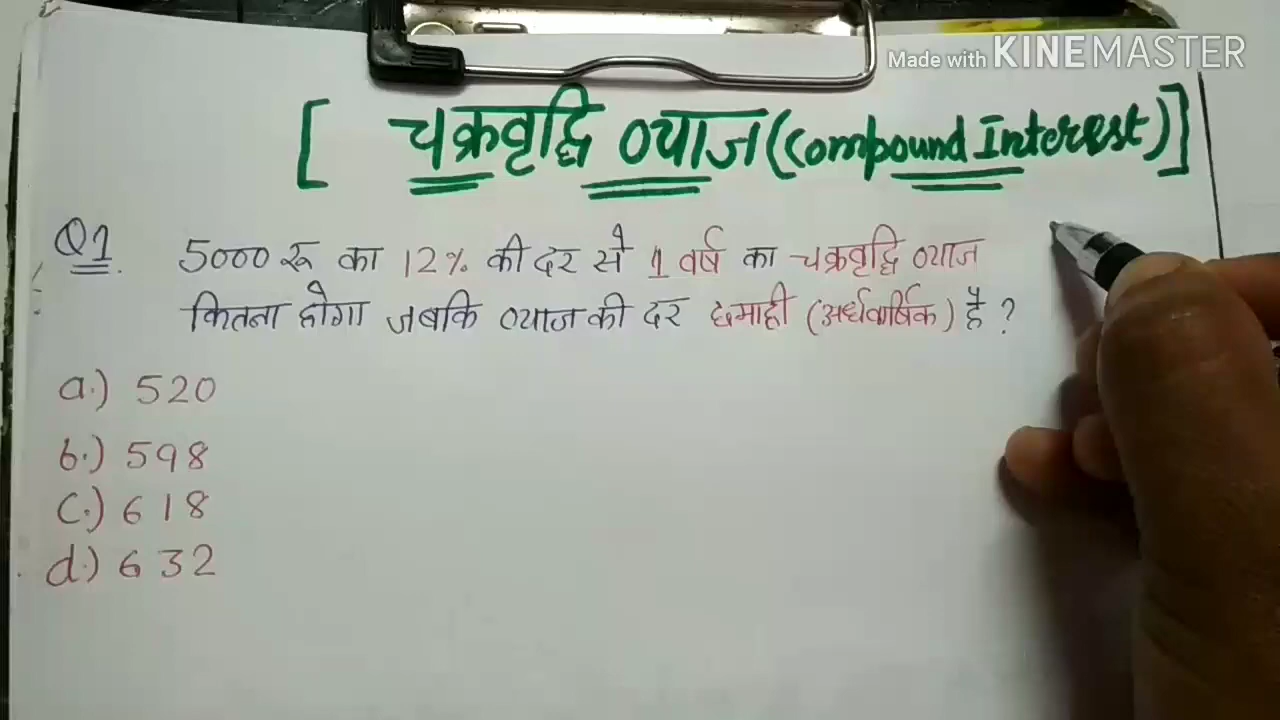 Made with KINEMASTER
[ चक्रवृद्धि ब्याज (Compound Interest) ]
Q1. 5000 रू का 12% की दर से 1 वर्ष का चक्रवृद्धि ब्याज
कितना होगा जबकि ब्याज की दर छमाही (अर्धवार्षिक) है ?
a.) 520
b.) 598
c.) 618
d.) 632